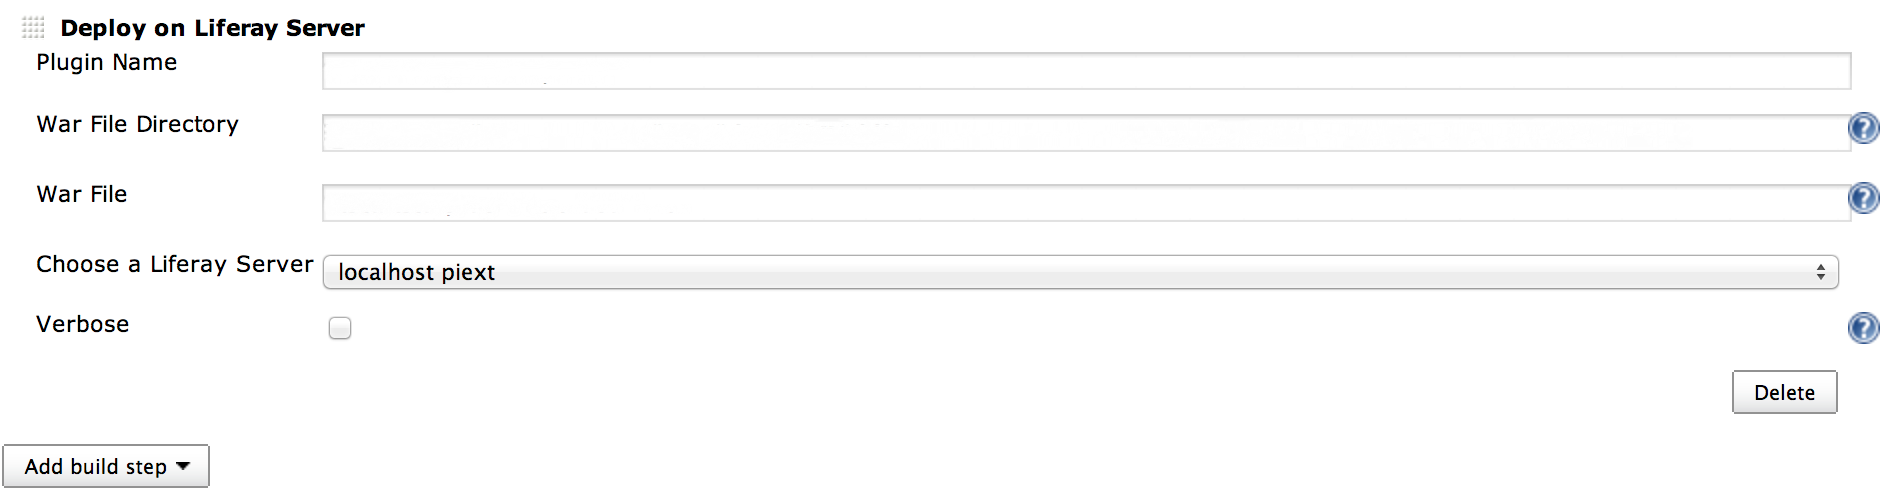 Deploy on Liferay Server
Plugin Name
War File Directory
?
War File
?
Choose a Liferay Server
localhost piext
Verbose
?
Delete
Add build step